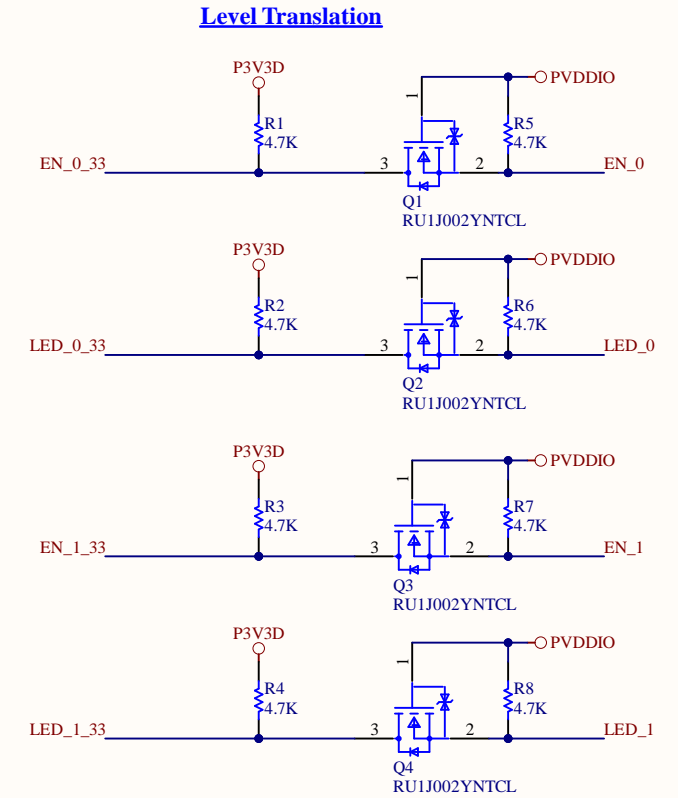 Level Translation
P3V3D
PVDDIO
1
R1
4.7K
R5
4.7K
EN_0_33
3
2
EN_0
Q1
RU1J002YNTCL
P3V3D
PVDDIO
1
R2
4.7K
R6
4.7K
LED_0_33
3
2
LED_0
Q2
RU1J002YNTCL
P3V3D
PVDDIO
1
R3
4.7K
R7
4.7K
EN_1_33
3
2
EN_1
Q3
RU1J002YNTCL
P3V3D
PVDDIO
1
R4
4.7K
R8
4.7K
LED_1_33
3
2
LED_1
Q4
RU1J002YNTCL